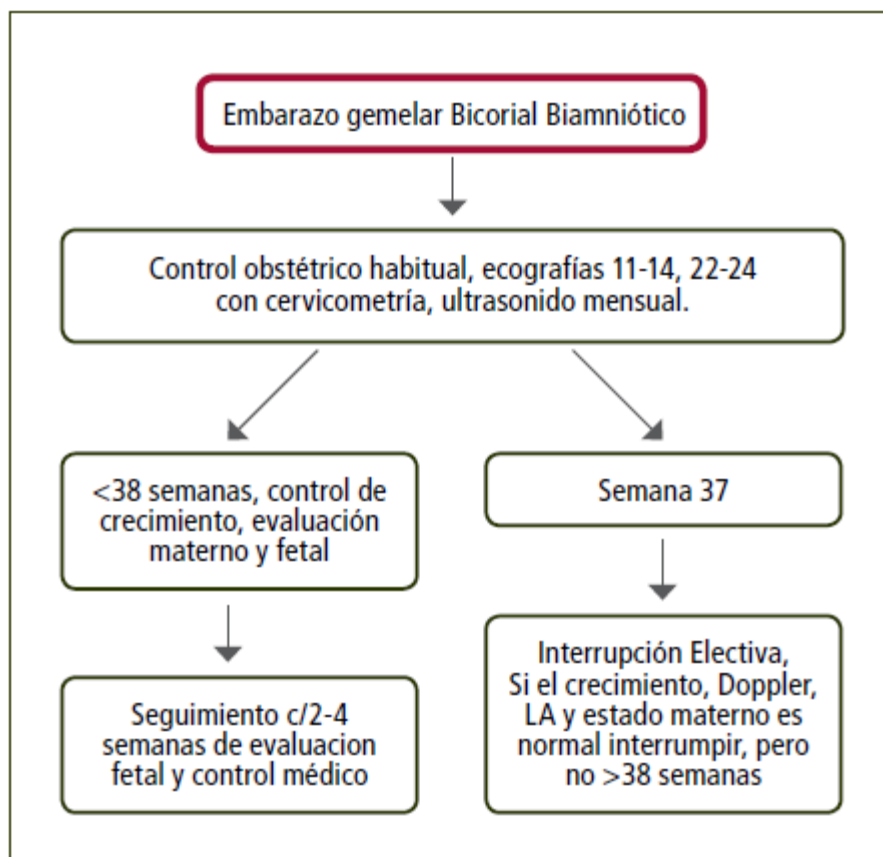 Embarazo gemelar Bicorial Biamniótico
Control obstétrico habitual, ecografías 11-14, 22-24
con cervicometría, ultrasonido mensual.
<38 semanas, control de
crecimiento, evaluación
materno y fetal
Semana 37
Seguimiento c/2-4
semanas de evaluacion
fetal y control médico
Interrupción Electiva,
Si el crecimiento, Doppler,
LA y estado materno es
normal interrumpir, pero
no >38 semanas